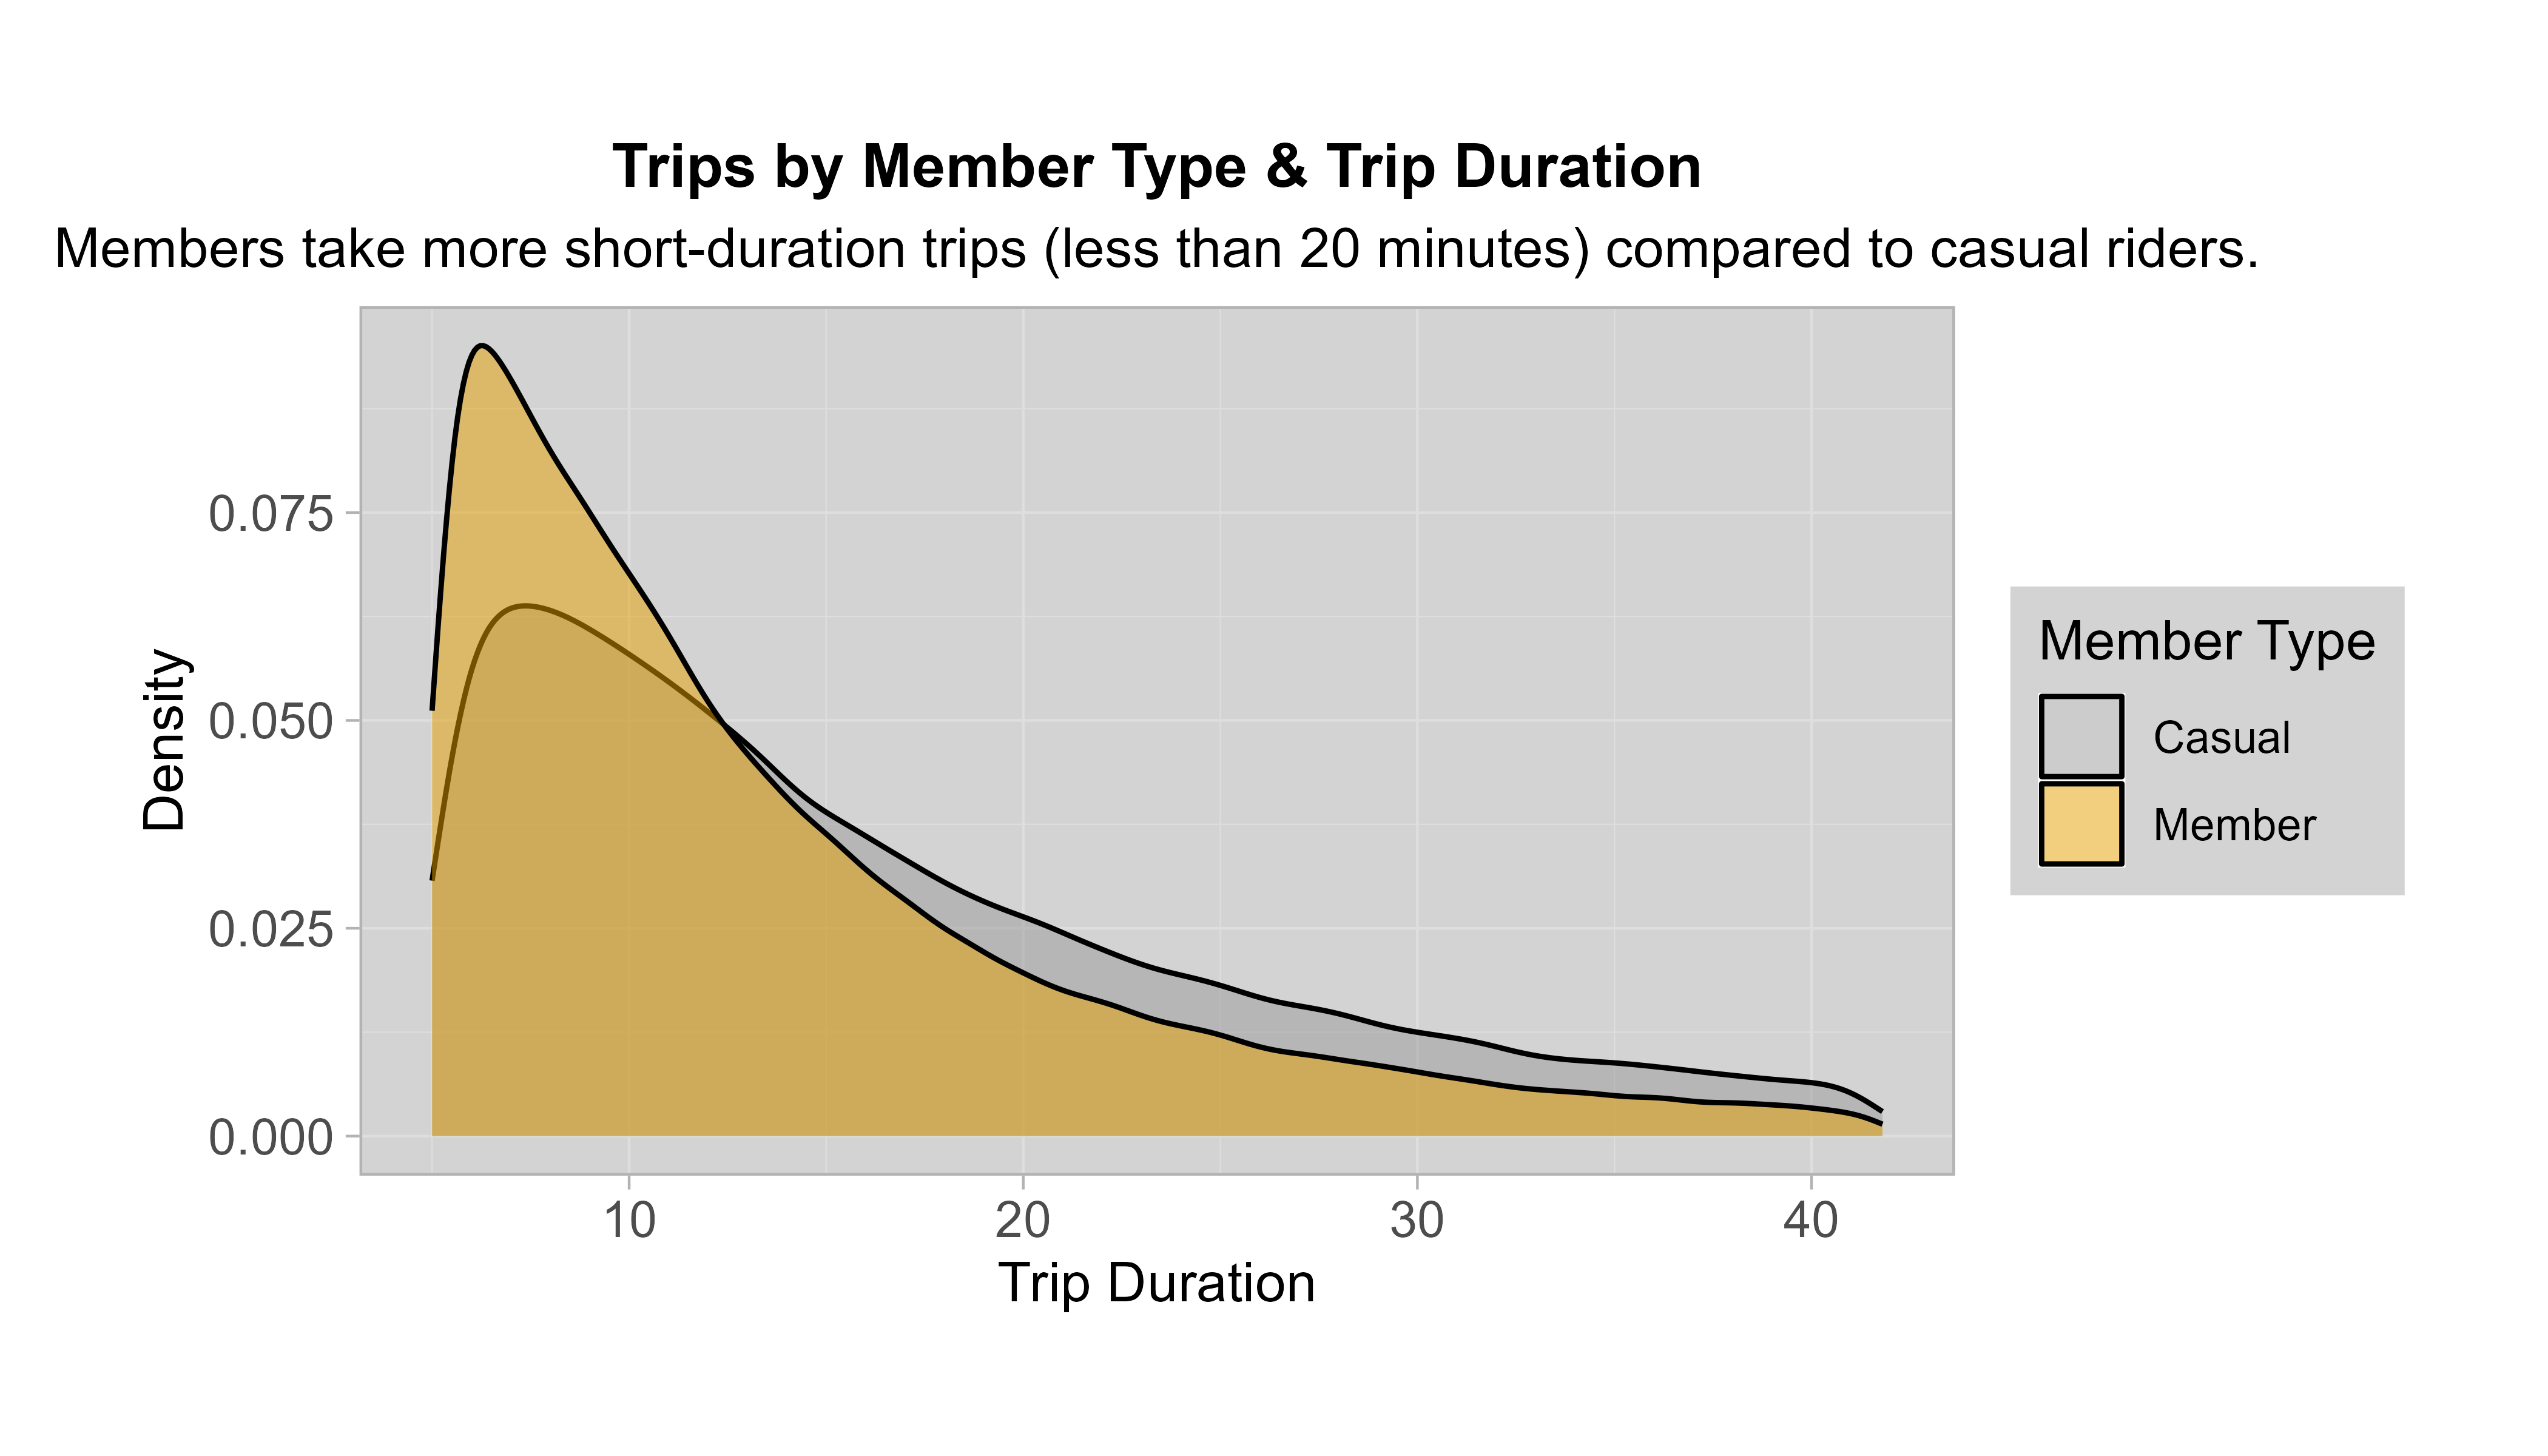 Trips by Member Type & Trip Duration
Members take more short-duration trips (less than 20 minutes) compared to casual riders.
Density
0.075
0.050
0.025
0.000
10 20 30 40
Trip Duration
Member Type
Casual
Member